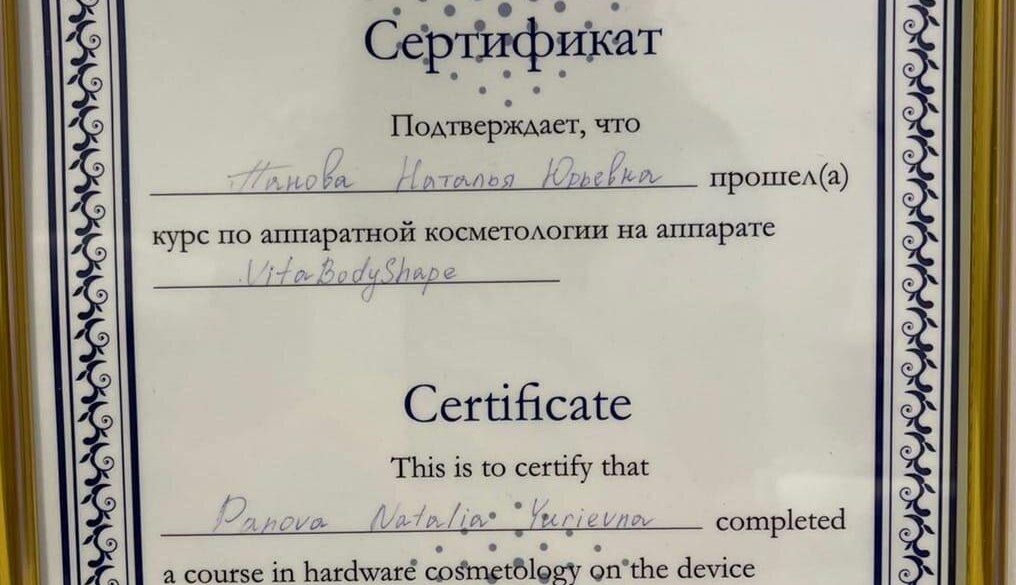 Сертификат
Подтверждает, что
Панова Наталья Юрьевна прошел(а)
курс по аппаратной косметологии на аппарате
VitaBodyShape
Certificate
This is to certify that
Panova Natalia Yurievna completed
a course in hardware cosmetology on the device